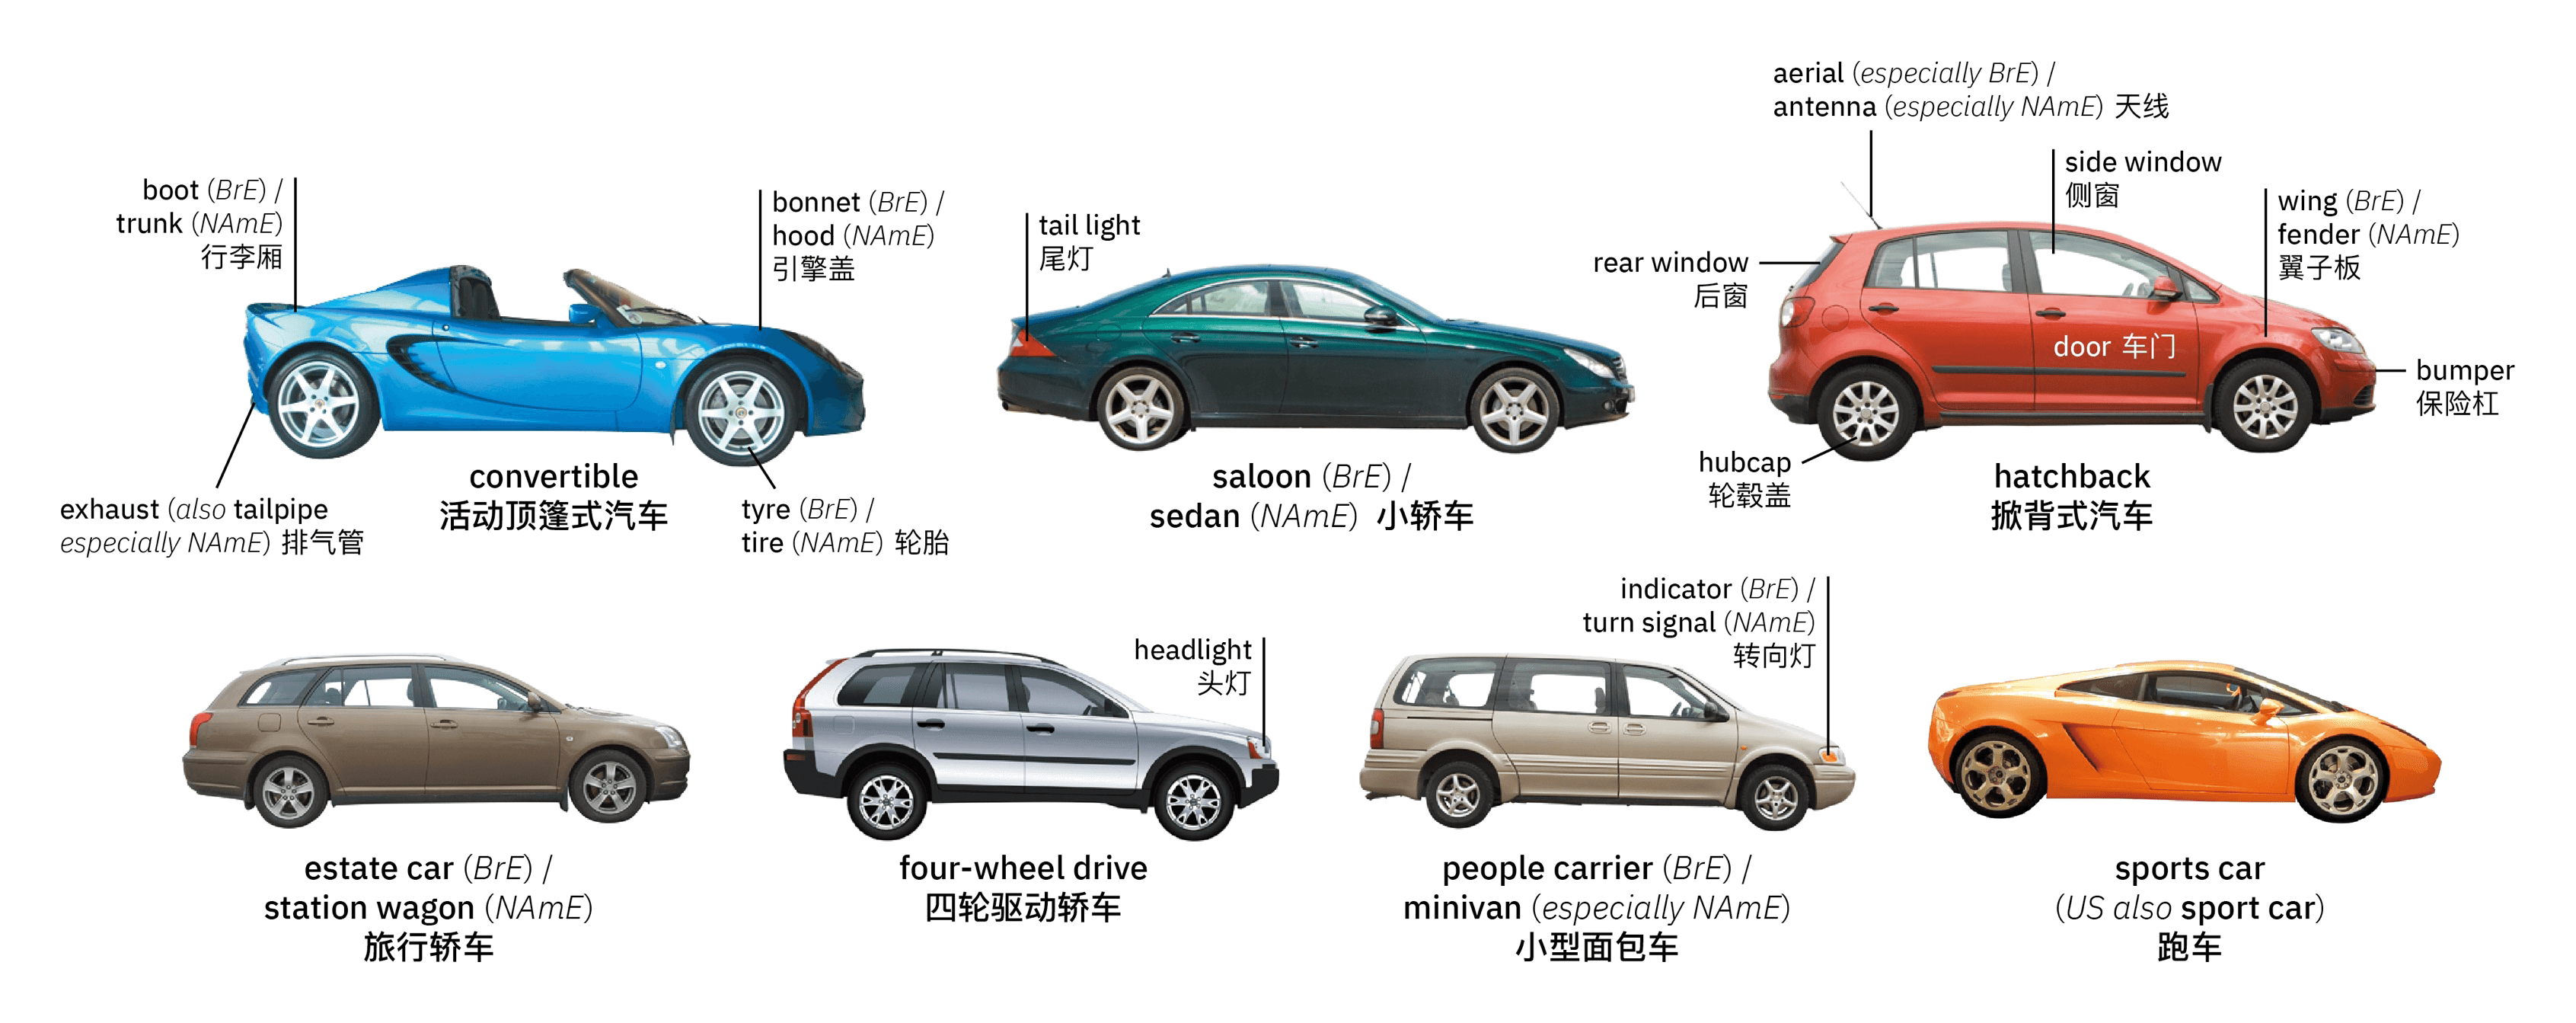 boot (BrE) /
trunk (NAmE)
行李厢
bonnet (BrE) /
hood (NAmE)
引擎盖
exhaust (also tailpipe
especially NAmE) 排气管
tyre (BrE) /
tire (NAmE) 轮胎
convertible
活动顶篷式汽车
tail light
尾灯
saloon (BrE) /
sedan (NAmE) 小轿车
aerial (especially BrE) /
antenna (especially NAmE) 天线
side window
侧窗
wing (BrE) /
fender (NAmE)
翼子板
rear window
后窗
door 车门
bumper
保险杠
hubcap
轮毂盖
hatchback
掀背式汽车
estate car (BrE) /
station wagon (NAmE)
旅行轿车
headlight
头灯
four-wheel drive
四轮驱动轿车
indicator (BrE) /
turn signal (NAmE)
转向灯
people carrier (BrE) /
minivan (especially NAmE)
小型面包车
sports car
(US also sport car)
跑车